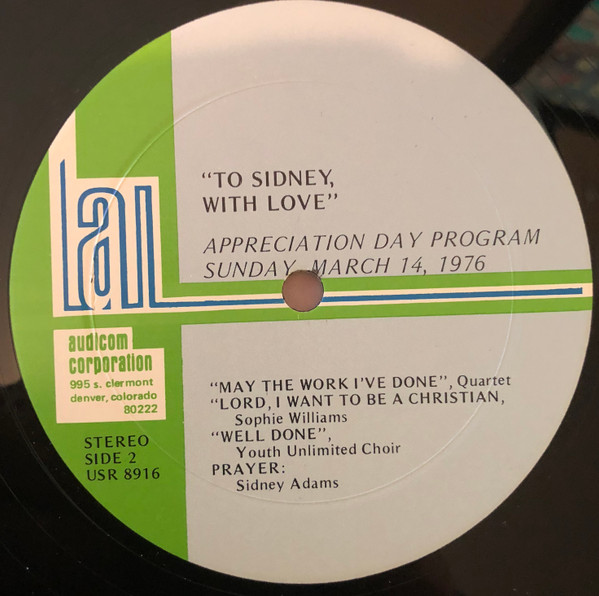 "TO SIDNEY,
WITH LOVE"
APPRECIATION DAY PROGRAM
SUNDAY, MARCH 14, 1976
audicom
corporation
995 s. clermont
denver, colorado
80222
STEREO
SIDE 2
USR 8916
"MAY THE WORK I'VE DONE", Quartet
"LORD, I WANT TO BE A CHRISTIAN,
Sophie Williams
"WELL DONE",
Youth Unlimited Choir
PRAYER:
Sidney Adams